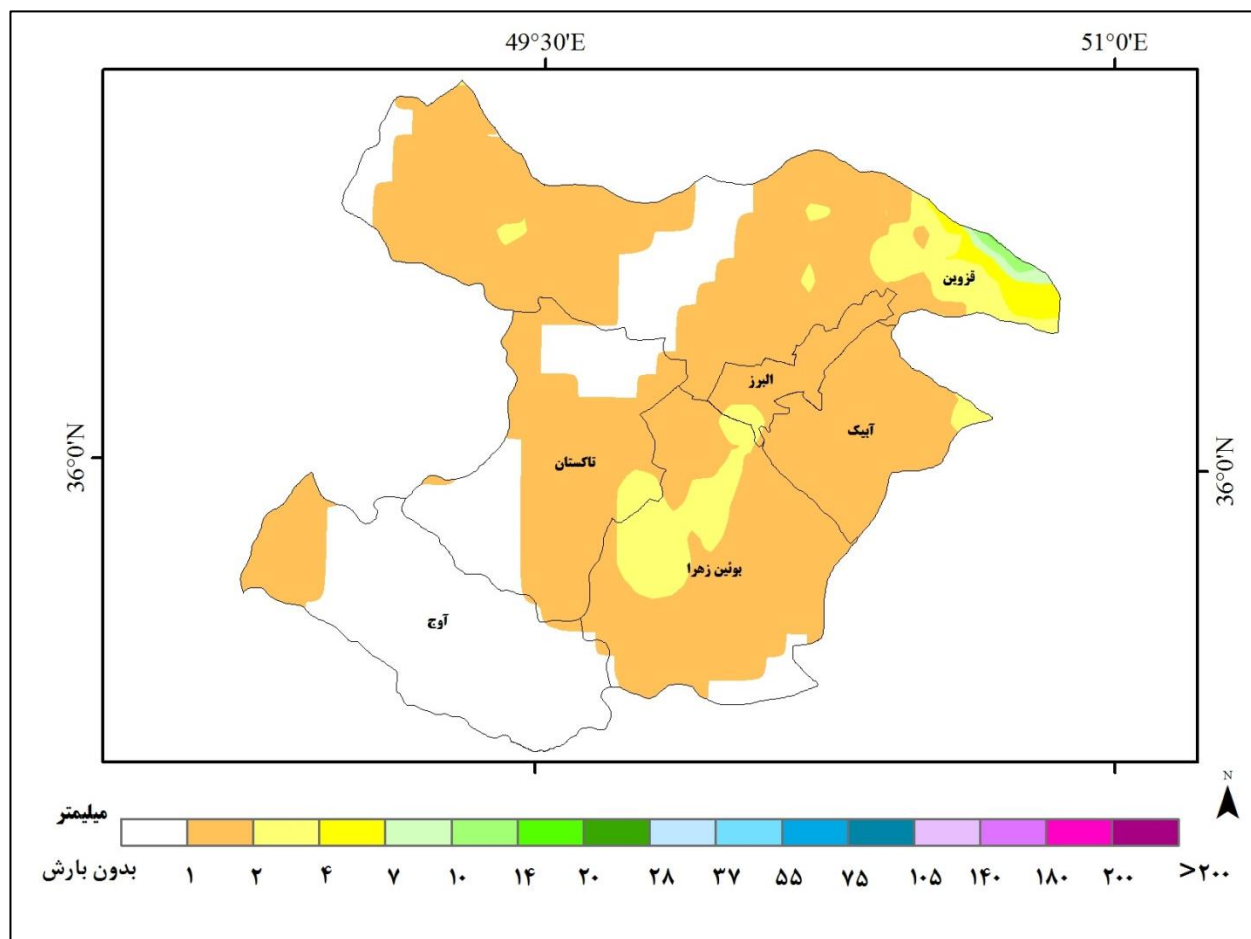 49°30'E 51°0'E
36°0'N 36°0'N
قزوین
البرز
آبیک
تاکستان
بوئین زهرا
آوج
N
میلیمتر
بدون بارش ۱ ۲ ۴ ۷ ۱۰ ۱۴ ۲۰ ۲۸ ۳۷ ۵۵ ۷۵ ۱۰۵ ۱۴۰ ۱۸۰ ۲۰۰ >۲۰۰